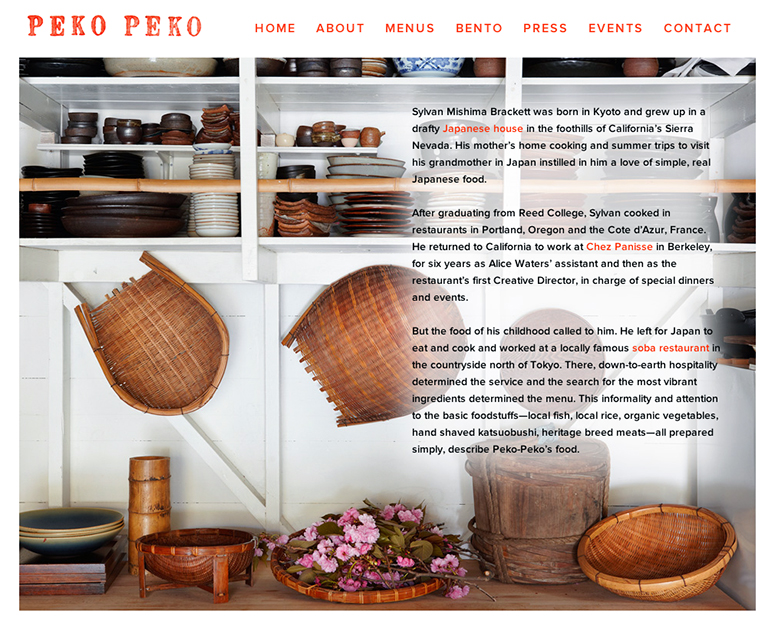 PEKO PEKO
HOME ABOUT MENUS BENTO PRESS EVENTS CONTACT
Sylvan Mishima Brackett was born in Kyoto and grew up in a
drafty Japanese house in the foothills of California's Sierra
Nevada. His mother's home cooking and summer trips to visit
his grandmother in Japan instilled in him a love of simple, real
Japanese food.
After graduating from Reed College, Sylvan cooked in
restaurants in Portland, Oregon and the Cote d'Azur, France.
He returned to California to work at Chez Panisse in Berkeley,
for six years as Alice Waters' assistant and then as the
restaurant's first Creative Director, in charge of special dinners
and events.
But the food of his childhood called to him. He left for Japan to
eat and cook and worked at a locally famous soba restaurant in
the countryside north of Tokyo. There, down-to-earth hospitality
determined the service and the search for the most vibrant
ingredients determined the menu. This informality and attention
to the basic foodstuffs—local fish, local rice, organic vegetables,
hand shaved katsuobushi, heritage breed meats—all prepared
simply, describe Peko-Peko's food.